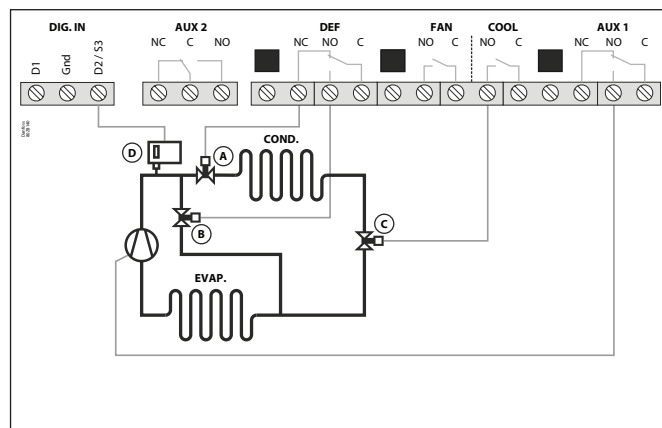 DIG. IN AUX 2 DEF FAN COOL AUX 1
NC C NO NC NO C NO C NO C NC NO C
D1
Gnd
D2 / S3
Danfoss
D
A
COND.
B
C
EVAP.